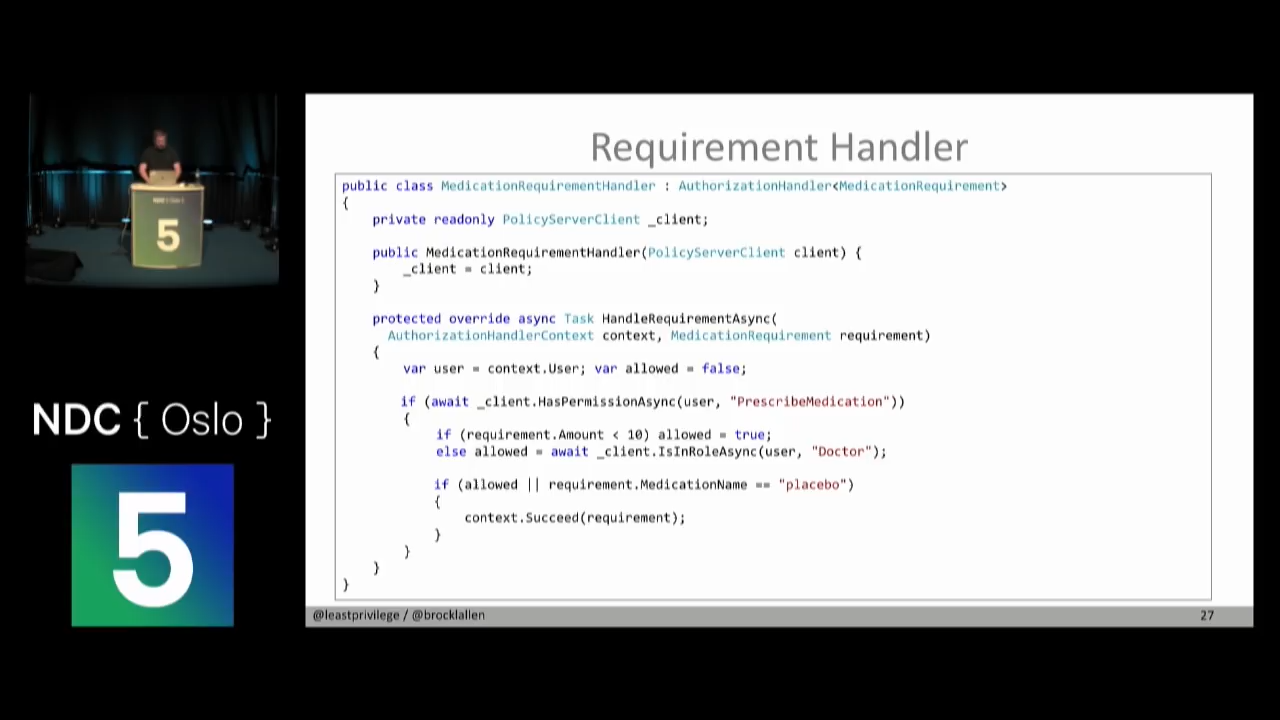 Requirement Handler
public class MedicationRequirementHandler : AuthorizationHandler<MedicationRequirement>
{
private readonly PolicyServerClient _client;
public MedicationRequirementHandler(PolicyServerClient client) {
_client = client;
}
protected override async Task HandleRequirementAsync(
AuthorizationHandlerContext context, MedicationRequirement requirement)
{
var user = context.User; var allowed = false;
if (await _client.HasPermissionAsync(user, "PrescribeMedication"))
{
if (requirement.Amount < 10) allowed = true;
else allowed = await _client.IsInRoleAsync(user, "Doctor");
if (allowed || requirement.MedicationName == "placebo")
{
context.Succeed(requirement);
}
}
}
}
@leastprivilege / @brocklallen
27
5
NDC { Oslo }
5